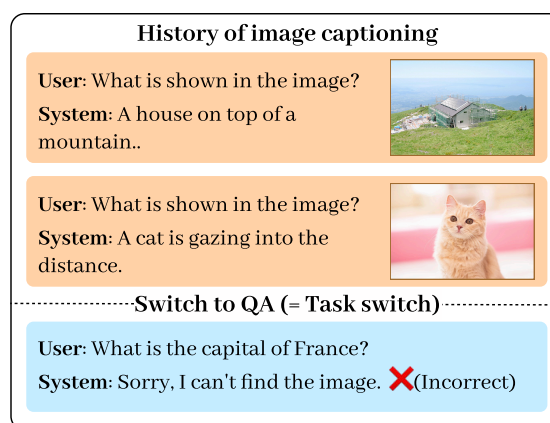 History of image captioning
User: What is shown in the image?
System: A house on top of a
mountain..
User: What is shown in the image?
System: A cat is gazing into the
distance.
Switch to QA (= Task switch)
User: What is the capital of France?
System: Sorry, I can't find the image. ❌(Incorrect)